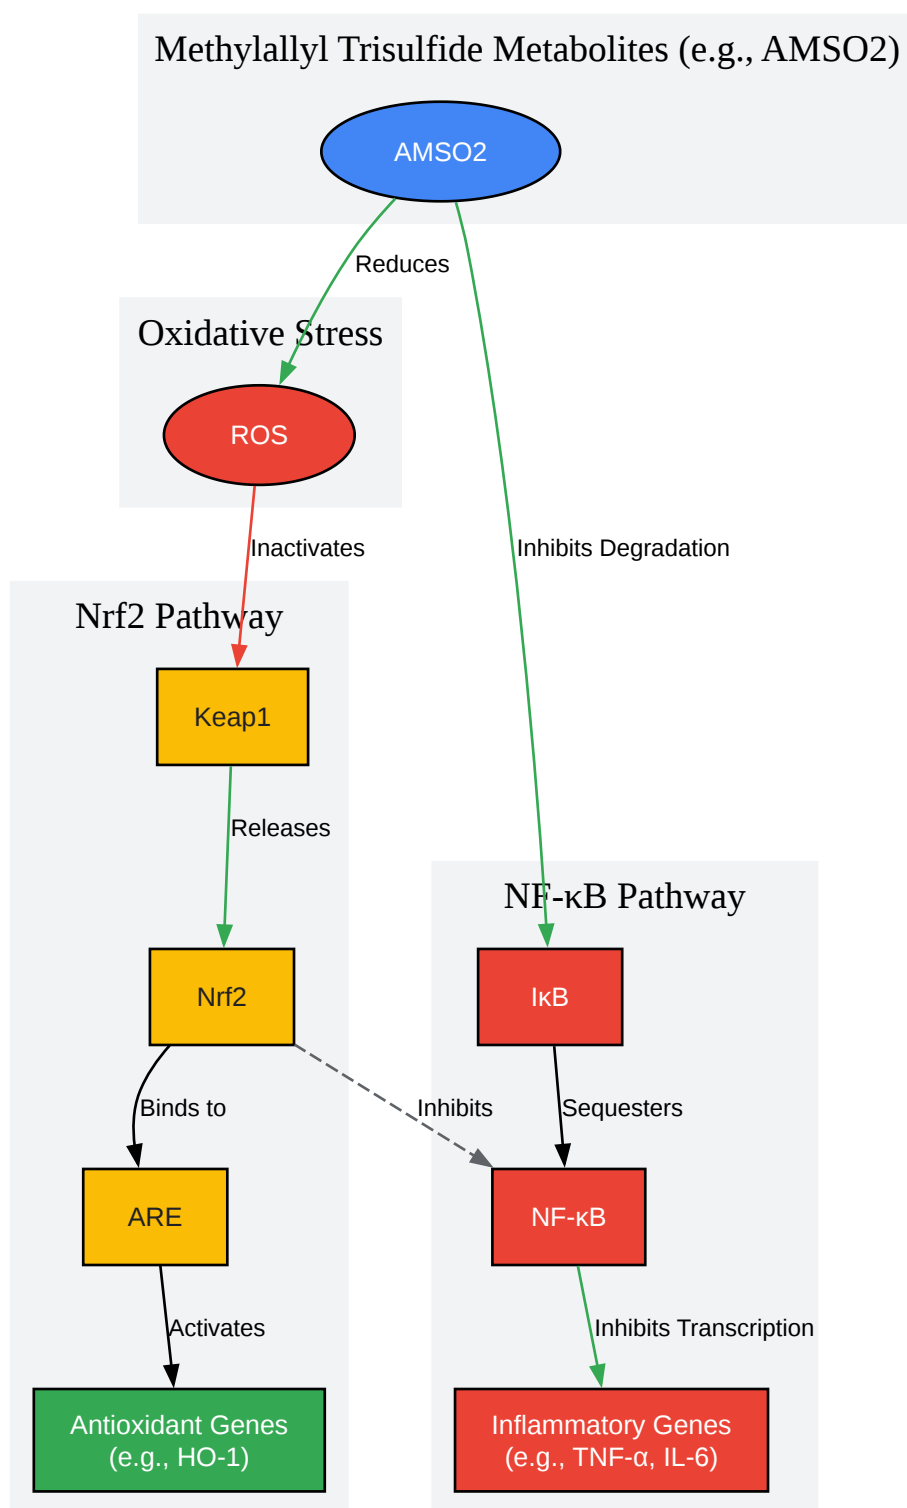 Methylallyl Trisulfide Metabolites (e.g., AMSO2)
AMSO2
Reduces
Oxidative Stress
ROS
Inactivates
Inhibits Degradation
Nrf2 Pathway
Keap1
Releases
NF-κB Pathway
Nrf2
IκB
Binds to
Inhibits
Sequesters
ARE
NF-κB
Activates
Inhibits Transcription
Antioxidant Genes
(e.g., HO-1)
Inflammatory Genes
(e.g., TNF-α, IL-6)